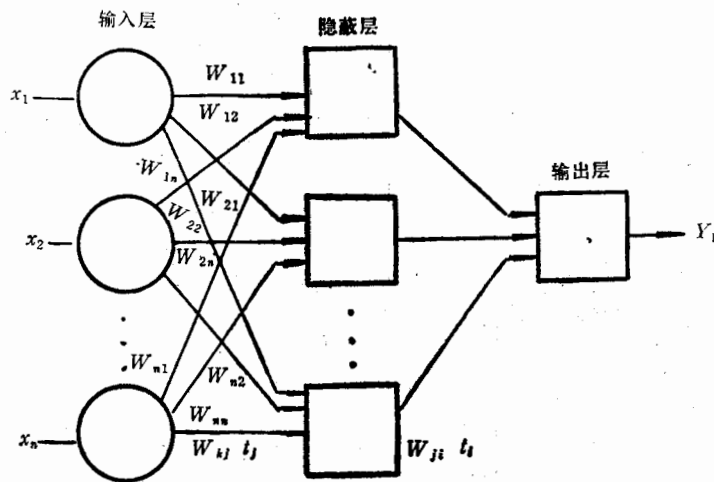 输入层
隐蔽层
输出层
x₁
W₁₁
W₁₂
W₁ₙ
W₂₁
x₂
W₂₂
W₂ₙ
Wₙ₁
Wₙ₂
xₙ
Wₙₙ
Wₖⱼ tⱼ
Wⱼᵢ tᵢ
Y₁